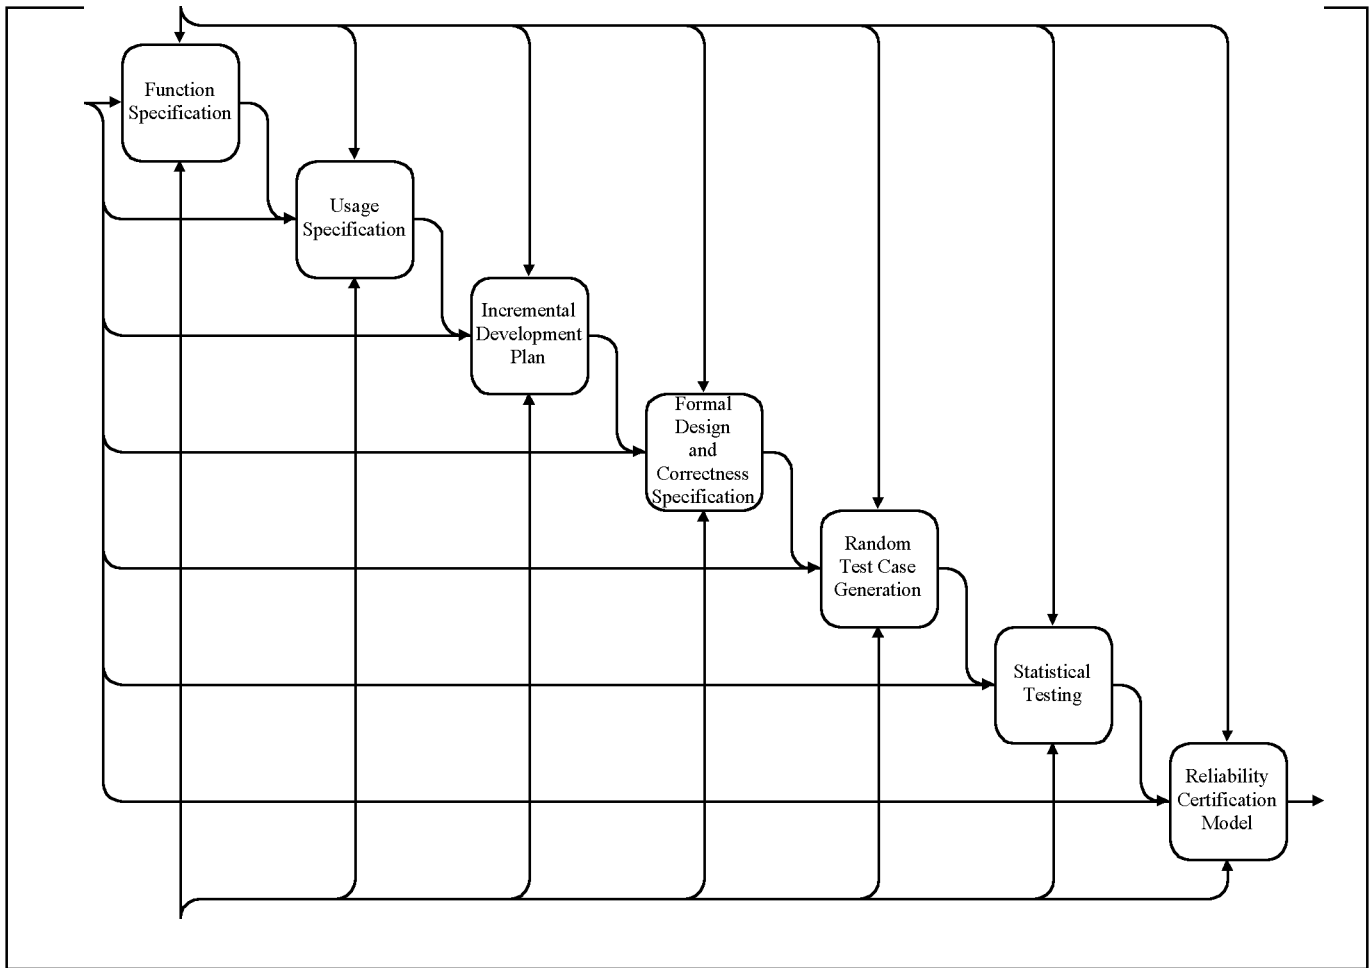 Function
Specification
Usage
Specification
Incremental
Development
Plan
Formal
Design
and
Correctness
Specification
Random
Test Case
Generation
Statistical
Testing
Reliability
Certification
Model